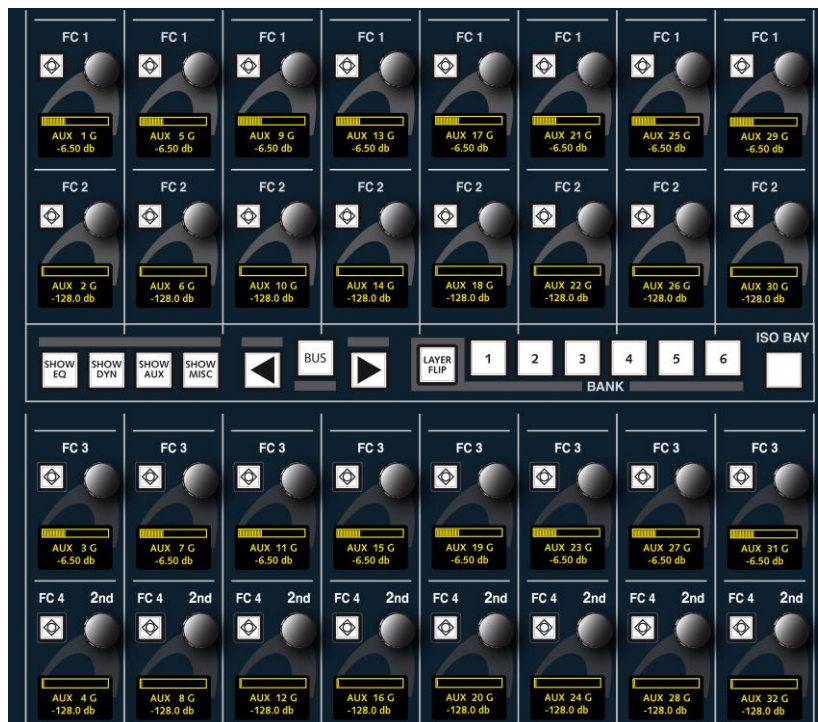 FC 1 FC 1 FC 1 FC 1 FC 1 FC 1 FC 1 FC 1
AUX 1 G AUX 5 G AUX 9 G AUX 13 G AUX 17 G AUX 21 G AUX 25 G AUX 29 G
-6.50 db -6.50 db -6.50 db -6.50 db -6.50 db -6.50 db -6.50 db -6.50 db
FC 2 FC 2 FC 2 FC 2 FC 2 FC 2 FC 2 FC 2
AUX 2 G AUX 6 G AUX 10 G AUX 14 G AUX 18 G AUX 22 G AUX 26 G AUX 30 G
-128.0 db -128.0 db -128.0 db -128.0 db -128.0 db -128.0 db -128.0 db -128.0 db
ISO BAY
SHOW EQ SHOW DYN SHOW AUX SHOW MISC BUS LAYER FLIP 1 2 3 4 5 6
BANK
FC 3 FC 3 FC 3 FC 3 FC 3 FC 3 FC 3 FC 3
AUX 3 G AUX 7 G AUX 11 G AUX 15 G AUX 19 G AUX 23 G AUX 27 G AUX 31 G
-6.50 db -6.50 db -6.50 db -6.50 db -6.50 db -6.50 db -6.50 db -6.50 db
FC 4 2nd FC 4 2nd FC 4 2nd FC 4 2nd FC 4 2nd FC 4 2nd FC 4 2nd FC 4 2nd
AUX 4 G AUX 8 G AUX 12 G AUX 16 G AUX 20 G AUX 24 G AUX 28 G AUX 32 G
-128.0 db -128.0 db -128.0 db -128.0 db -128.0 db -128.0 db -128.0 db -128.0 db